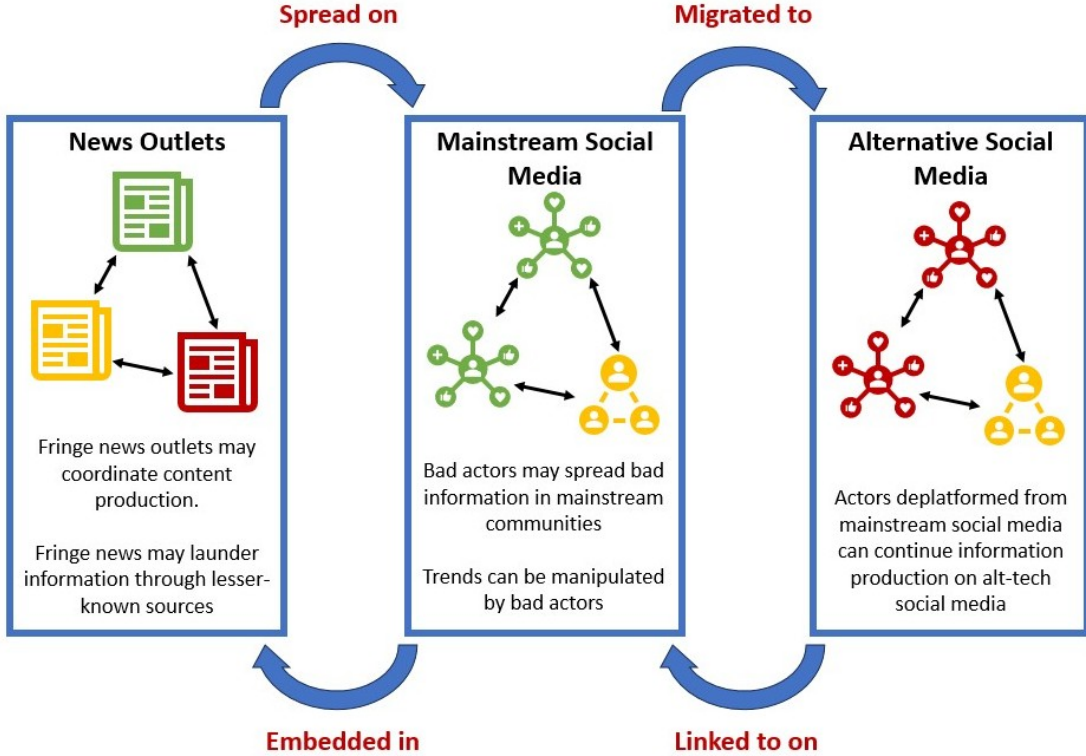 Spread on
Migrated to
News Outlets
Fringe news outlets may
coordinate content
production.
Fringe news may launder
information through lesser-
known sources
Mainstream Social
Media
Bad actors may spread bad
information in mainstream
communities
Trends can be manipulated
by bad actors
Alternative Social
Media
Actors deplatformed from
mainstream social media
can continue information
production on alt-tech
social media
Embedded in
Linked to on